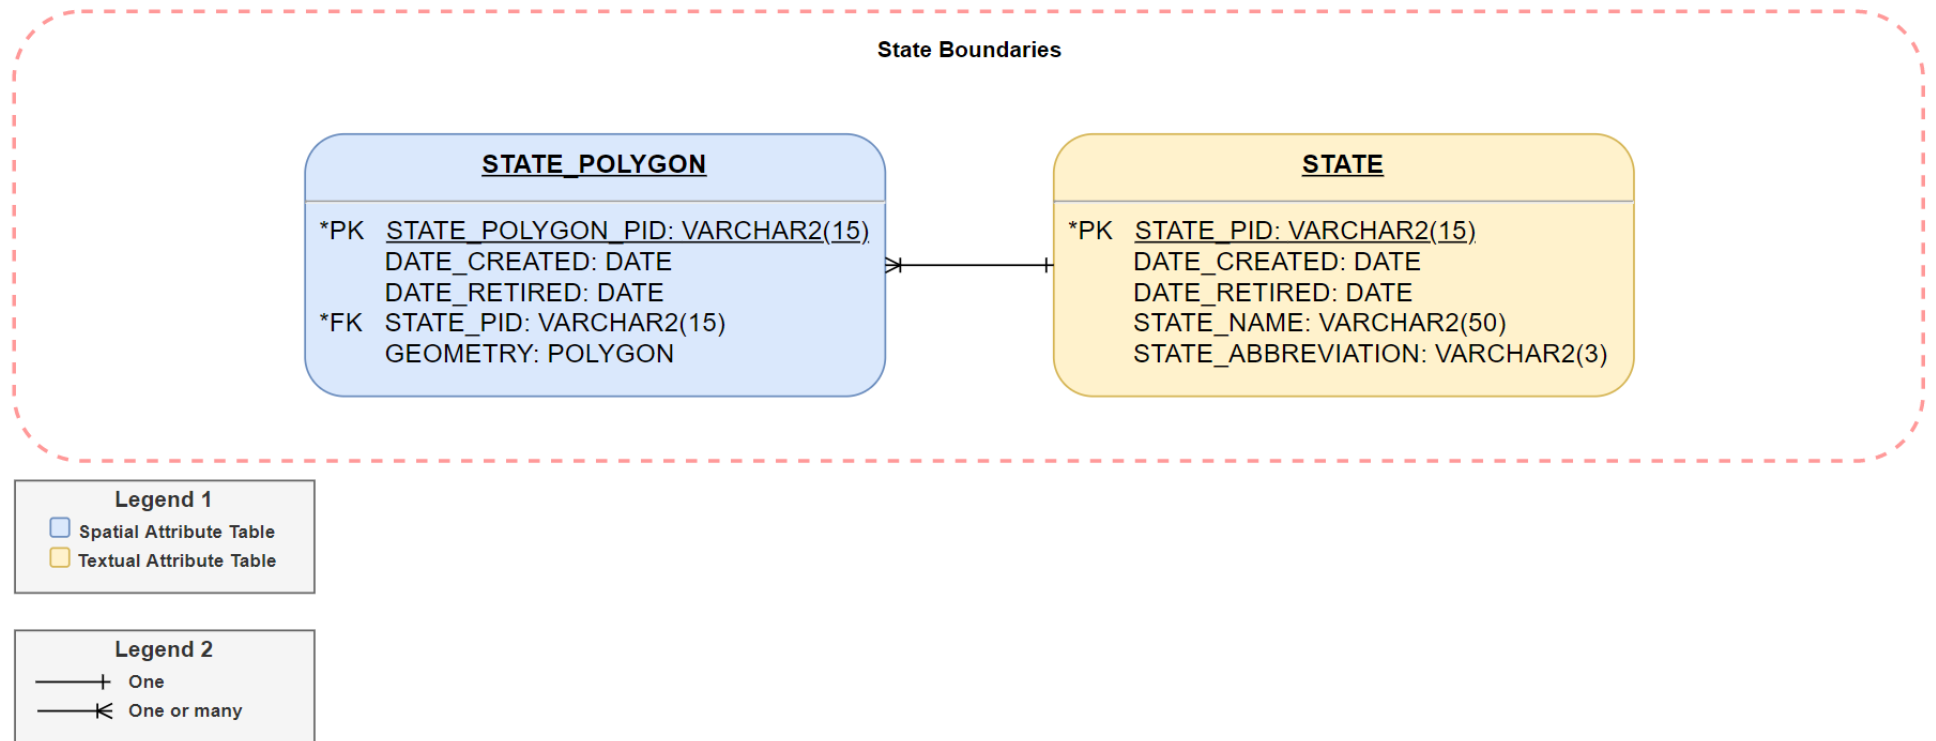 State Boundaries
STATE_POLYGON
*PK STATE_POLYGON_PID: VARCHAR2(15)
DATE_CREATED: DATE
DATE_RETIRED: DATE
*FK STATE_PID: VARCHAR2(15)
GEOMETRY: POLYGON
STATE
*PK STATE_PID: VARCHAR2(15)
DATE_CREATED: DATE
DATE_RETIRED: DATE
STATE_NAME: VARCHAR2(50)
STATE_ABBREVIATION: VARCHAR2(3)
Legend 1
Spatial Attribute Table
Textual Attribute Table
Legend 2
One
One or many